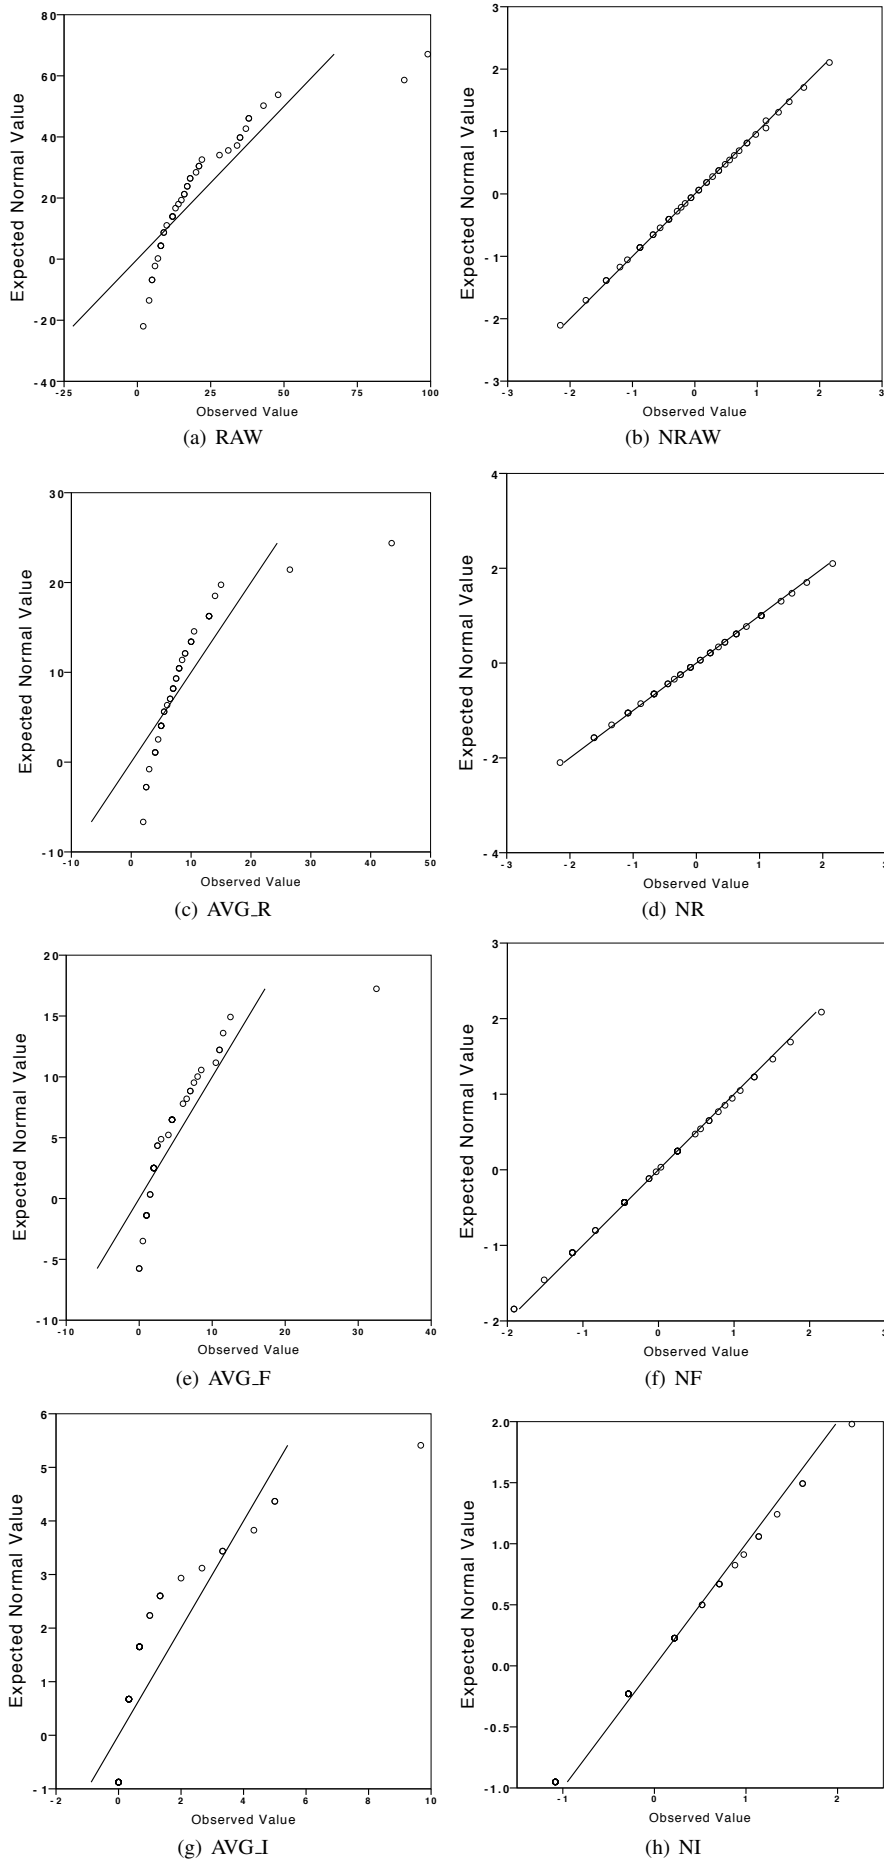 80
60
40
20
0
-20
-40
Expected Normal Value
-25 0 25 50 75 100
Observed Value
(a) RAW
3
2
1
0
-1
-2
-3
Expected Normal Value
-3 -2 -1 0 1 2 3
Observed Value
(b) NRAW
30
20
10
0
-10
Expected Normal Value
-10 0 10 20 30 40 50
Observed Value
(c) AVG_R
4
2
0
-2
-4
Expected Normal Value
-3 -2 -1 0 1 2 3
Observed Value
(d) NR
20
15
10
5
0
-5
-10
Expected Normal Value
-10 0 10 20 30 40
Observed Value
(e) AVG_F
3
2
1
0
-1
-2
Expected Normal Value
-2 -1 0 1 2 3
Observed Value
(f) NF
6
5
4
3
2
1
0
-1
Expected Normal Value
-2 0 2 4 6 8 10
Observed Value
(g) AVG_I
2.0
1.5
1.0
0.5
0.0
-0.5
-1.0
Expected Normal Value
-1 0 1 2
Observed Value
(h) NI